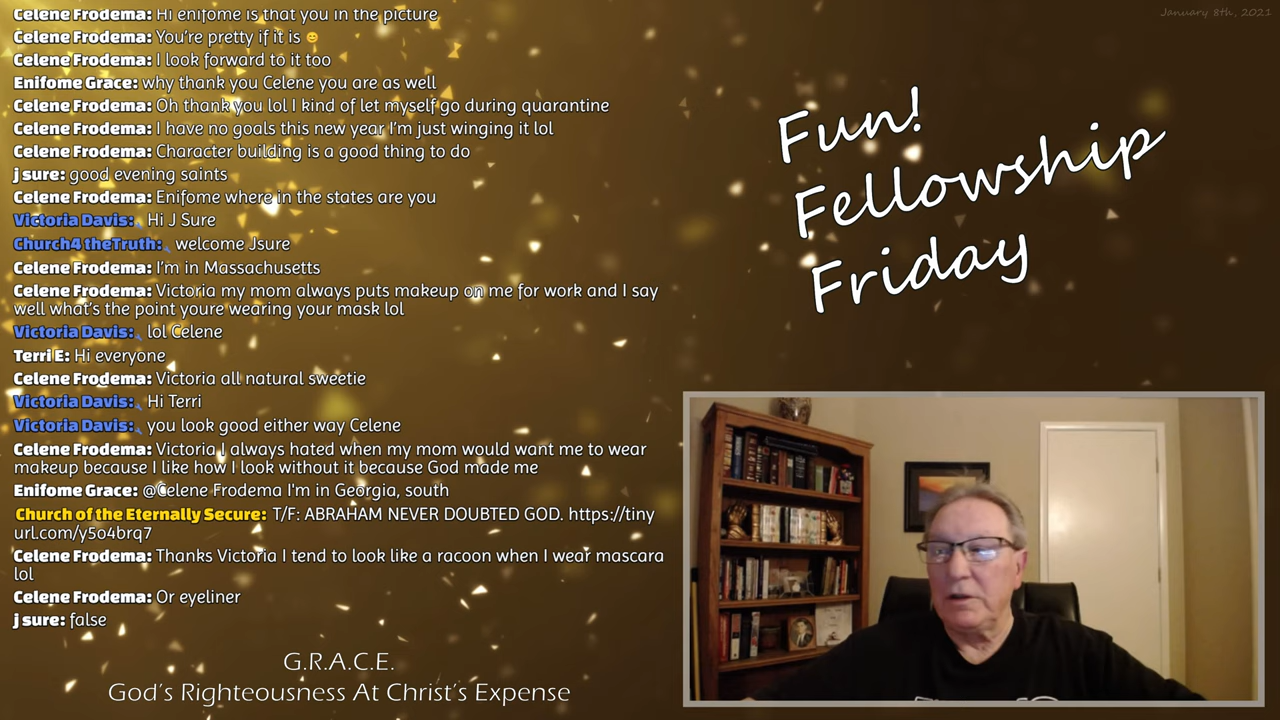 Celene Frodema: Hi enifome is that you in the picture
Celene Frodema: You're pretty if it is 😊
Celene Frodema: I look forward to it too
Enifome Grace: why thank you Celene you are as well
Celene Frodema: Oh thank you lol I kind of let myself go during quarantine
Celene Frodema: I have no goals this new year I'm just winging it lol
Celene Frodema: Character building is a good thing to do
j sure: good evening saints
Celene Frodema: Enifome where in the states are you
Victoria Davis: Hi J Sure
Church4theTruth: welcome Jsure
Celene Frodema: I'm in Massachusetts
Celene Frodema: Victoria my mom always puts makeup on me for work and I say
well what's the point youre wearing your mask lol
Victoria Davis: lol Celene
Terri E: Hi everyone
Celene Frodema: Victoria all natural sweetie
Victoria Davis: Hi Terri
Victoria Davis: you look good either way Celene
Celene Frodema: Victoria I always hated when my mom would want me to wear
makeup because I like how I look without it because God made me
Enifome Grace: @Celene Frodema I'm in Georgia, south
Church of the Eternally Secure: T/F: ABRAHAM NEVER DOUBTED GOD. https://tiny
url.com/y5o4brq7
Celene Frodema: Thanks Victoria I tend to look like a racoon when I wear mascara
lol
Celene Frodema: Or eyeliner
j sure: false
G.R.A.C.E.
God's Righteousness At Christ's Expense
January 8th, 2021
Fun!
Fellowship
Friday